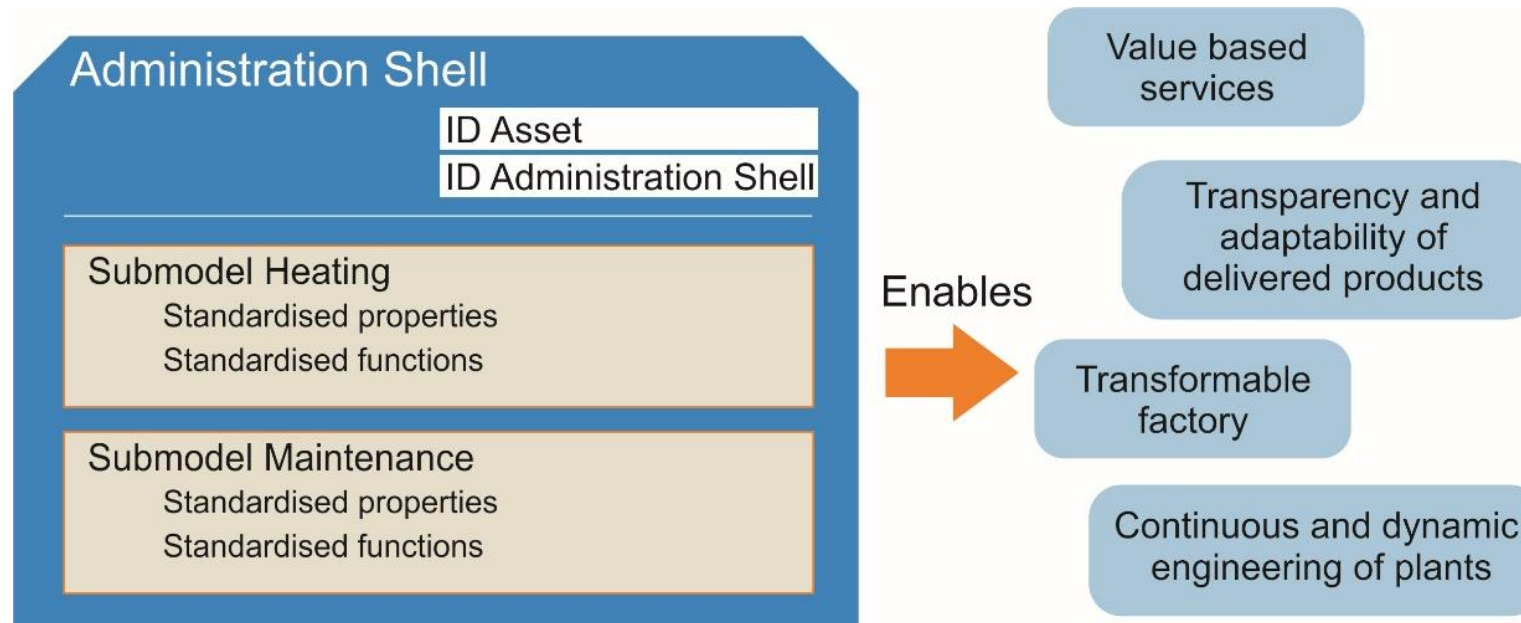 Administration Shell
ID Asset
ID Administration Shell
Submodel Heating
Standardised properties
Standardised functions
Submodel Maintenance
Standardised properties
Standardised functions
Enables
Value based
services
Transparency and
adaptability of
delivered products
Transformable
factory
Continuous and dynamic
engineering of plants